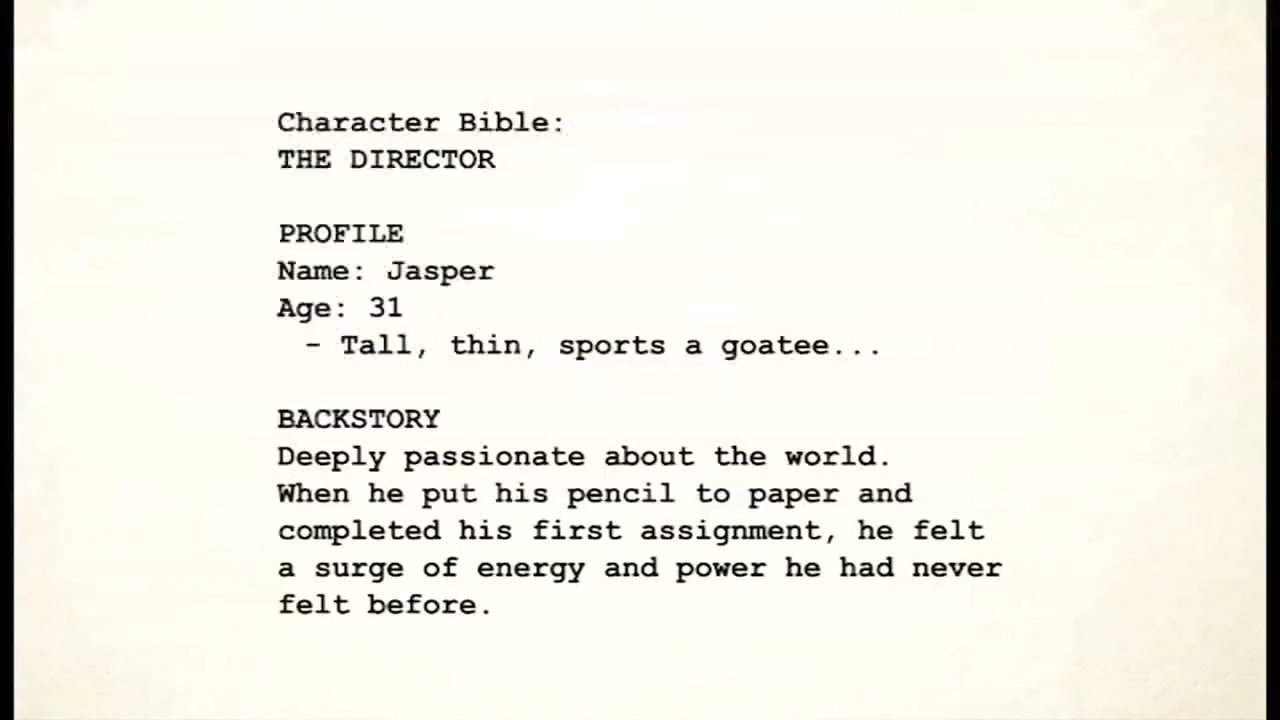 Character Bible:
THE DIRECTOR
PROFILE
Name: Jasper
Age: 31
- Tall, thin, sports a goatee...
BACKSTORY
Deeply passionate about the world.
When he put his pencil to paper and
completed his first assignment, he felt
a surge of energy and power he had never
felt before.